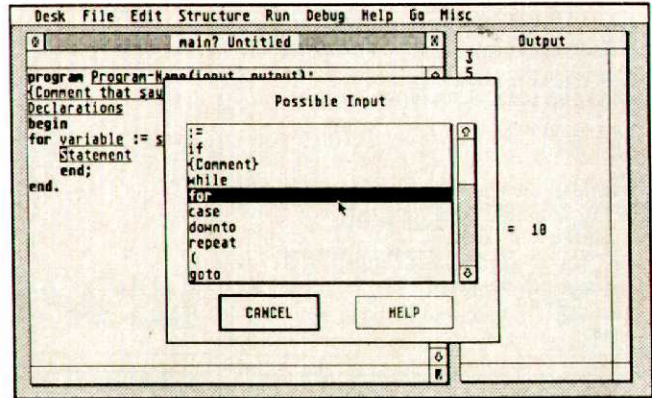 Desk File Edit Structure Run Debug Help Go Misc
main? Untitled
Output
program Program-Name(input, output);
{Comment that say
Declarations
begin
for variable := s
Statement
end;
end.
3
5
= 10
Possible Input
:=
if
{Comment}
while
for
case
downto
repeat
(
goto
CANCEL
HELP